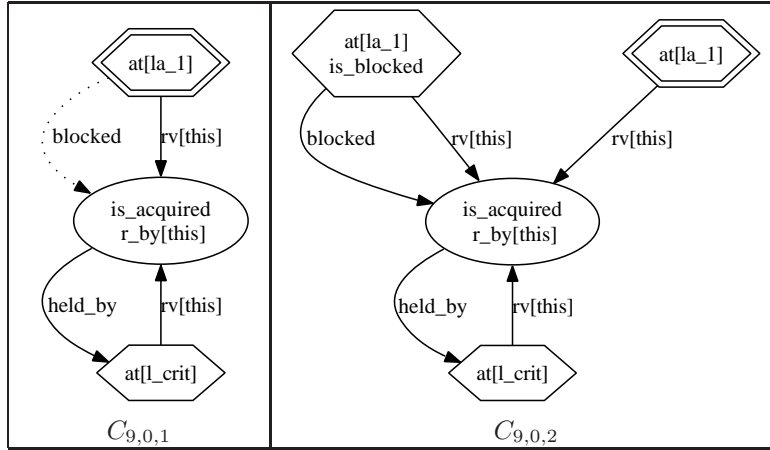 at[la_1]
blocked
rv[this]
is_acquired
r_by[this]
held_by
rv[this]
at[l_crit]
C9,0,1
at[la_1]
is_blocked
at[la_1]
blocked
rv[this]
rv[this]
is_acquired
r_by[this]
held_by
rv[this]
at[l_crit]
C9,0,2